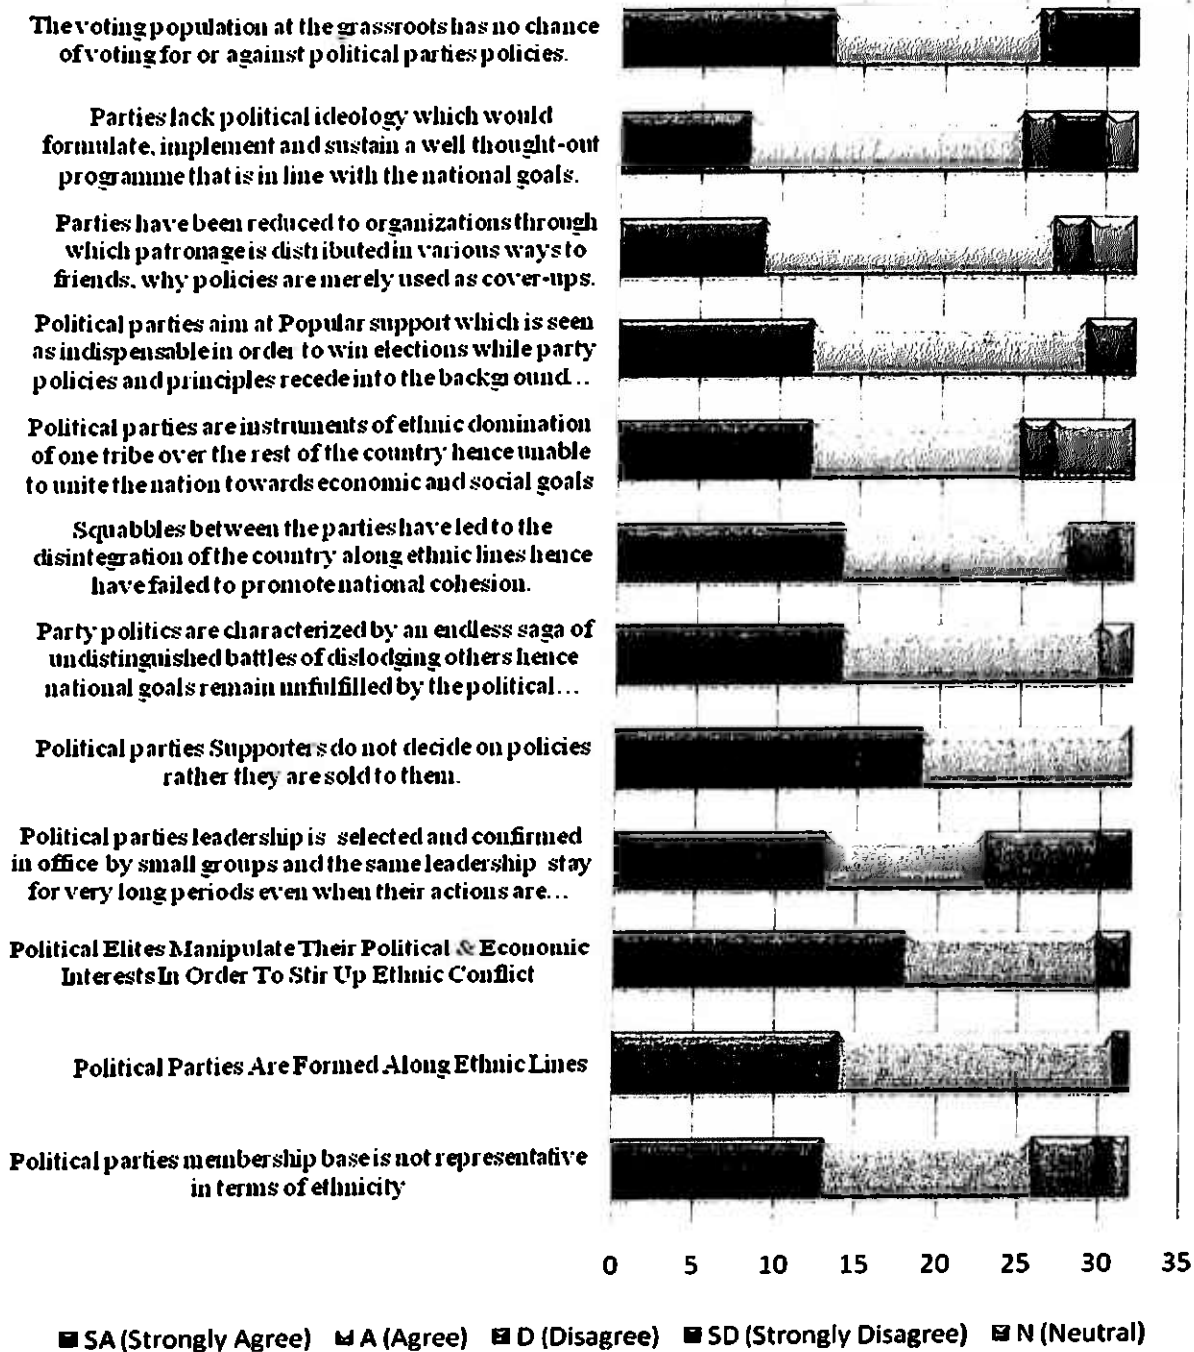 The voting population at the grassroots has no chance
of voting for or against political parties policies.
Parties lack political ideology which would
formulate, implement and sustain a well thought-out
programme that is in line with the national goals.
Parties have been reduced to organizations through
which patronage is distributed in various ways to
friends, why policies are merely used as cover-ups.
Political parties aim at Popular support which is seen
as indispensable in order to win elections while party
policies and principles recede into the background...
Political parties are instruments of ethnic domination
of one tribe over the rest of the country hence unable
to unite the nation towards economic and social goals
Squabbles between the parties have led to the
disintegration of the country along ethnic lines hence
have failed to promote national cohesion.
Party politics are characterized by an endless saga of
undistinguished battles of dislodging others hence
national goals remain unfulfilled by the political...
Political parties Supporters do not decide on policies
rather they are sold to them.
Political parties leadership is selected and confirmed
in office by small groups and the same leadership stay
for very long periods even when their actions are...
Political Elites Manipulate Their Political & Economic
Interests In Order To Stir Up Ethnic Conflict
Political Parties Are Formed Along Ethnic Lines
Political parties membership base is not representative
in terms of ethnicity
0 5 10 15 20 25 30 35
SA (Strongly Agree) A (Agree) D (Disagree) SD (Strongly Disagree) N (Neutral)